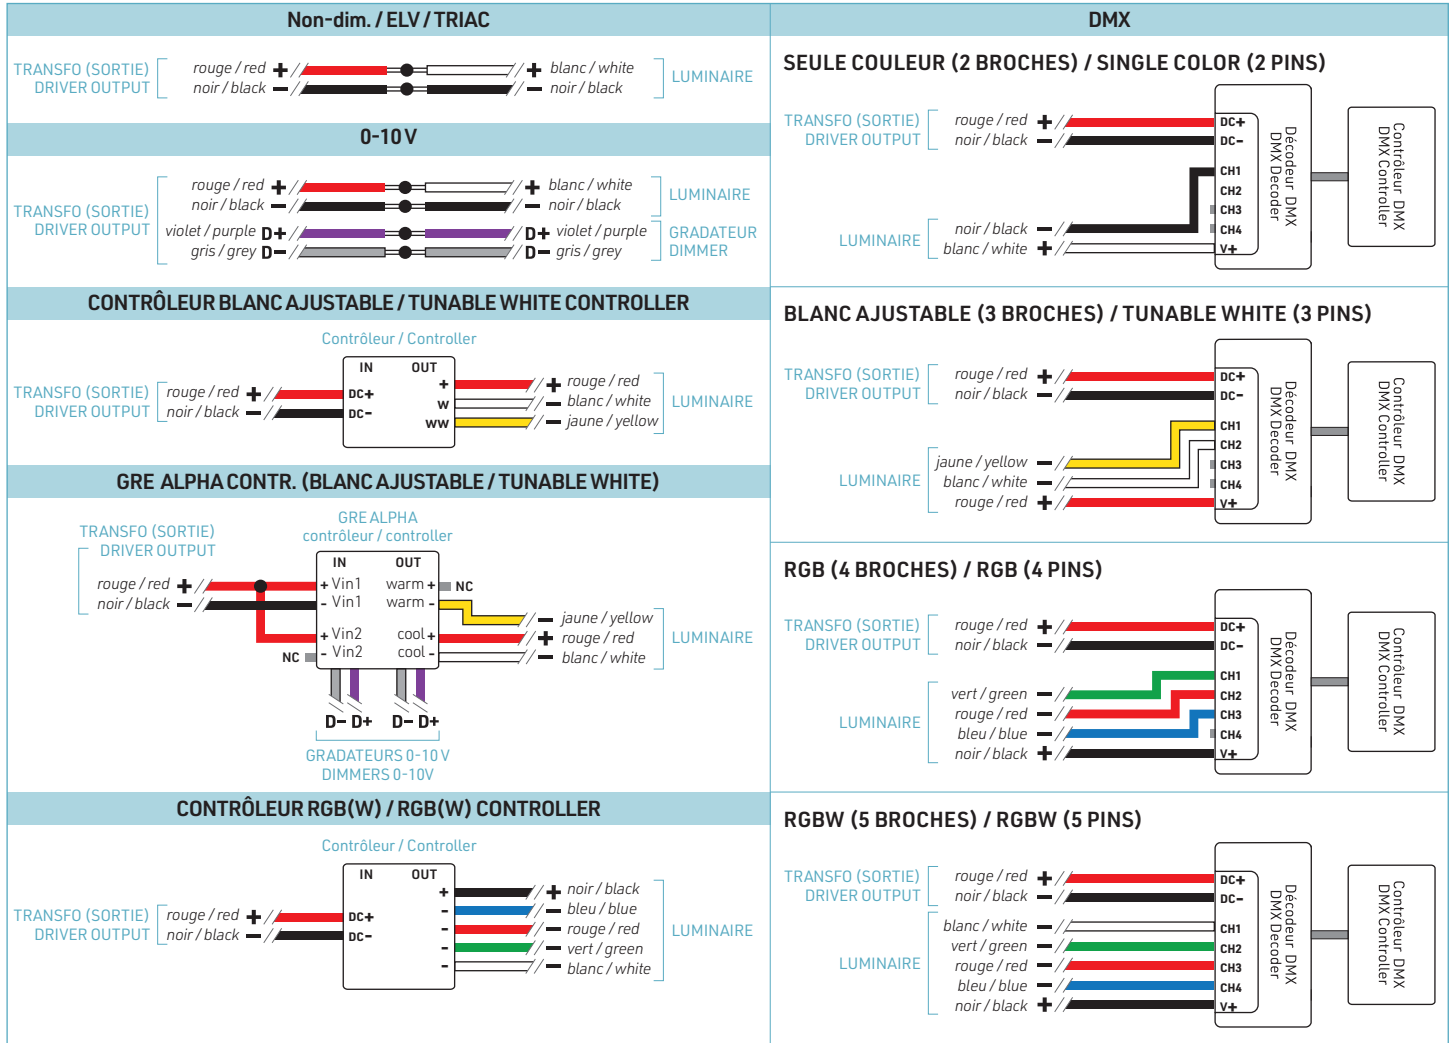 Non-dim. / ELV / TRIAC
TRANSFO (SORTIE)
DRIVER OUTPUT
rouge / red +
noir / black −
+ blanc / white
− noir / black
LUMINAIRE
0-10 V
TRANSFO (SORTIE)
DRIVER OUTPUT
rouge / red +
noir / black −
violet / purple D+
gris / grey D−
+ blanc / white
− noir / black
D+ violet / purple
D− gris / grey
LUMINAIRE
GRADATEUR
DIMMER
CONTRÔLEUR BLANC AJUSTABLE / TUNABLE WHITE CONTROLLER
Contrôleur / Controller
TRANSFO (SORTIE)
DRIVER OUTPUT
rouge / red +
noir / black −
IN OUT
DC+
DC−
+
W
WW
+ rouge / red
− blanc / white
− jaune / yellow
LUMINAIRE
GRE ALPHA CONTR. (BLANC AJUSTABLE / TUNABLE WHITE)
TRANSFO (SORTIE)
DRIVER OUTPUT
GRE ALPHA
contrôleur / controller
rouge / red +
noir / black −
IN OUT
+ Vin1 warm + NC
- Vin1 warm -
+ Vin2 cool +
NC - Vin2 cool -
− jaune / yellow
+ rouge / red
− blanc / white
LUMINAIRE
D− D+ D− D+
GRADATEURS 0-10 V
DIMMERS 0-10V
CONTRÔLEUR RGB(W) / RGB(W) CONTROLLER
Contrôleur / Controller
TRANSFO (SORTIE)
DRIVER OUTPUT
rouge / red +
noir / black −
IN OUT
DC+
DC−
+
-
-
-
-
+ noir / black
− bleu / blue
− rouge / red
− vert / green
− blanc / white
LUMINAIRE
DMX
SEULE COULEUR (2 BROCHES) / SINGLE COLOR (2 PINS)
TRANSFO (SORTIE)
DRIVER OUTPUT
rouge / red +
noir / black −
LUMINAIRE
noir / black −
blanc / white +
DC+
DC−
CH1
CH2
CH3
CH4
V+
Décodeur DMX
DMX Decoder
Contrôleur DMX
DMX Controller
BLANC AJUSTABLE (3 BROCHES) / TUNABLE WHITE (3 PINS)
TRANSFO (SORTIE)
DRIVER OUTPUT
rouge / red +
noir / black −
LUMINAIRE
jaune / yellow −
blanc / white −
rouge / red +
DC+
DC−
CH1
CH2
CH3
CH4
V+
Décodeur DMX
DMX Decoder
Contrôleur DMX
DMX Controller
RGB (4 BROCHES) / RGB (4 PINS)
TRANSFO (SORTIE)
DRIVER OUTPUT
rouge / red +
noir / black −
LUMINAIRE
vert / green −
rouge / red −
bleu / blue −
noir / black +
DC+
DC−
CH1
CH2
CH3
CH4
V+
Décodeur DMX
DMX Decoder
Contrôleur DMX
DMX Controller
RGBW (5 BROCHES) / RGBW (5 PINS)
TRANSFO (SORTIE)
DRIVER OUTPUT
rouge / red +
noir / black −
LUMINAIRE
blanc / white −
vert / green −
rouge / red −
bleu / blue −
noir / black +
DC+
DC−
CH1
CH2
CH3
CH4
V+
Décodeur DMX
DMX Decoder
Contrôleur DMX
DMX Controller